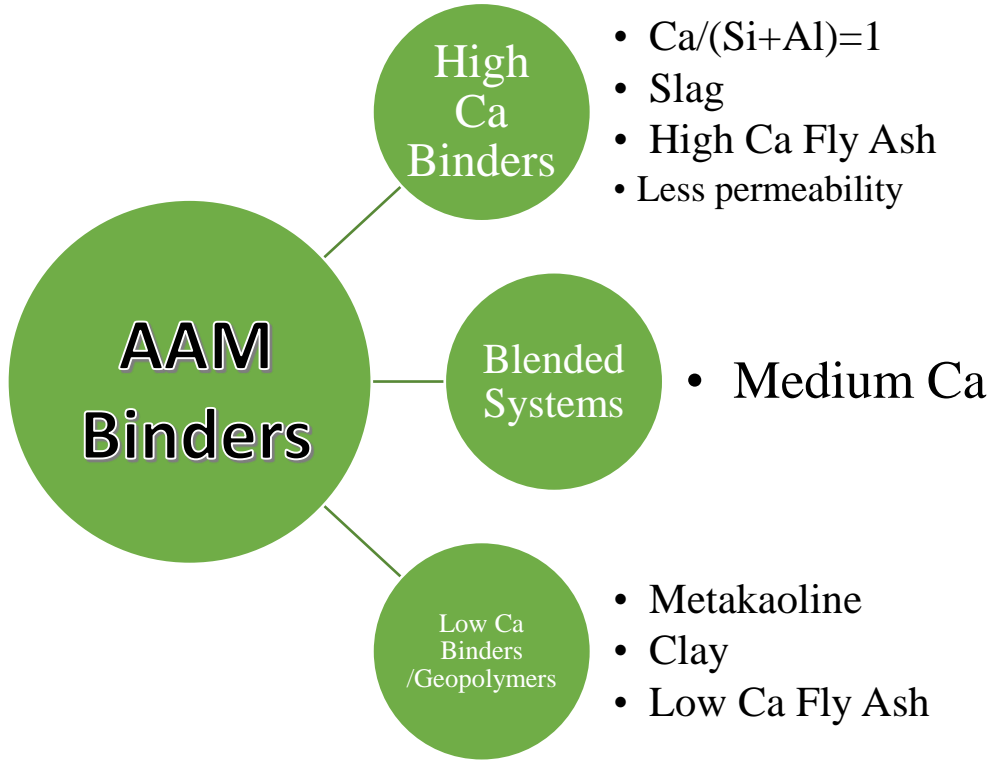 AAM
Binders
High
Ca
Binders
• Ca/(Si+Al)=1
• Slag
• High Ca Fly Ash
• Less permeability
Blended
Systems
• Medium Ca
Low Ca
Binders
/Geopolymers
• Metakaoline
• Clay
• Low Ca Fly Ash